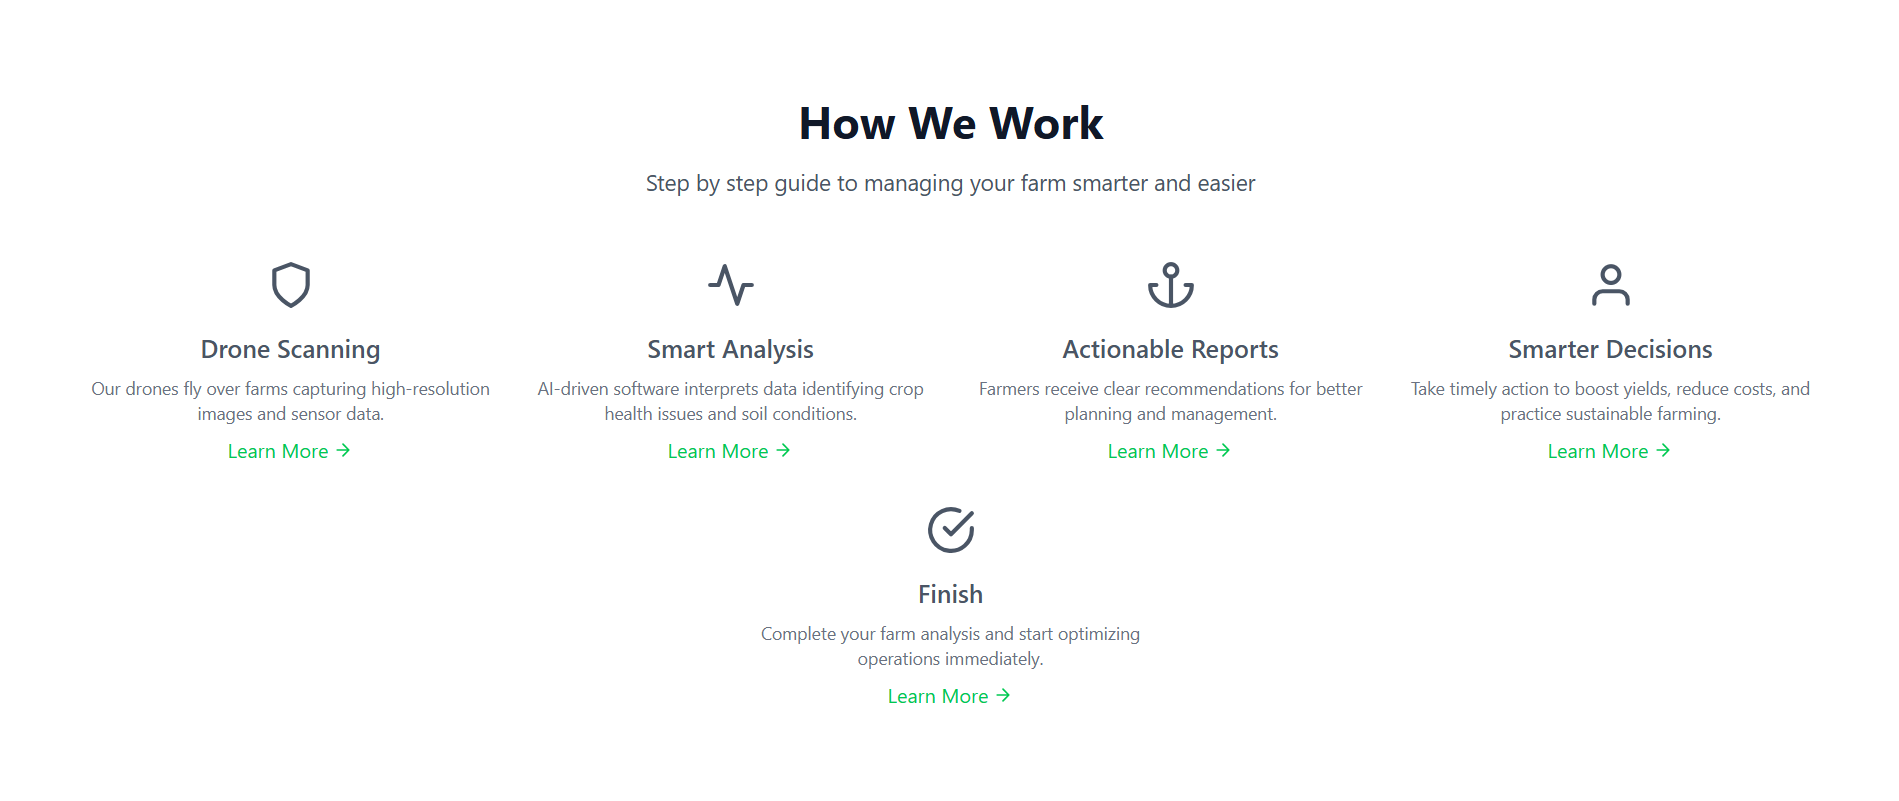 How We Work
Step by step guide to managing your farm smarter and easier
Drone Scanning
Our drones fly over farms capturing high-resolution
images and sensor data.
Learn More →
Smart Analysis
AI-driven software interprets data identifying crop
health issues and soil conditions.
Learn More →
Actionable Reports
Farmers receive clear recommendations for better
planning and management.
Learn More →
Smarter Decisions
Take timely action to boost yields, reduce costs, and
practice sustainable farming.
Learn More →
Finish
Complete your farm analysis and start optimizing
operations immediately.
Learn More →